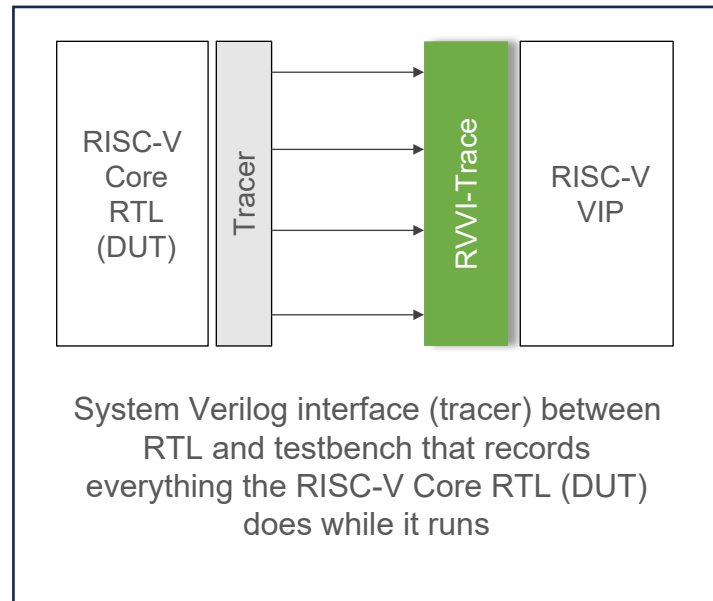 RISC-V
Core
RTL
(DUT)
Tracer
RVVI-Trace
RISC-V
VIP
System Verilog interface (tracer) between
RTL and testbench that records
everything the RISC-V Core RTL (DUT)
does while it runs